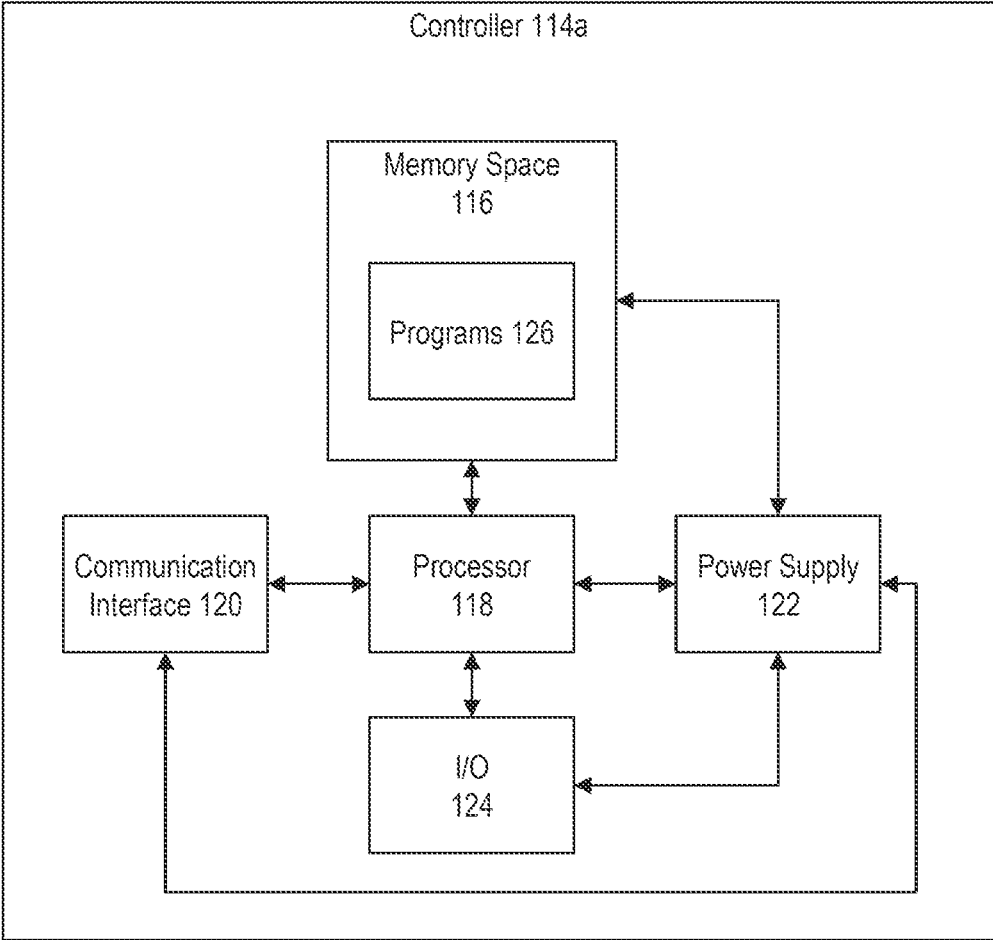 Controller 114a
Memory Space
116
Programs 126
Communication
Interface 120
Processor
118
Power Supply
122
I/O
124